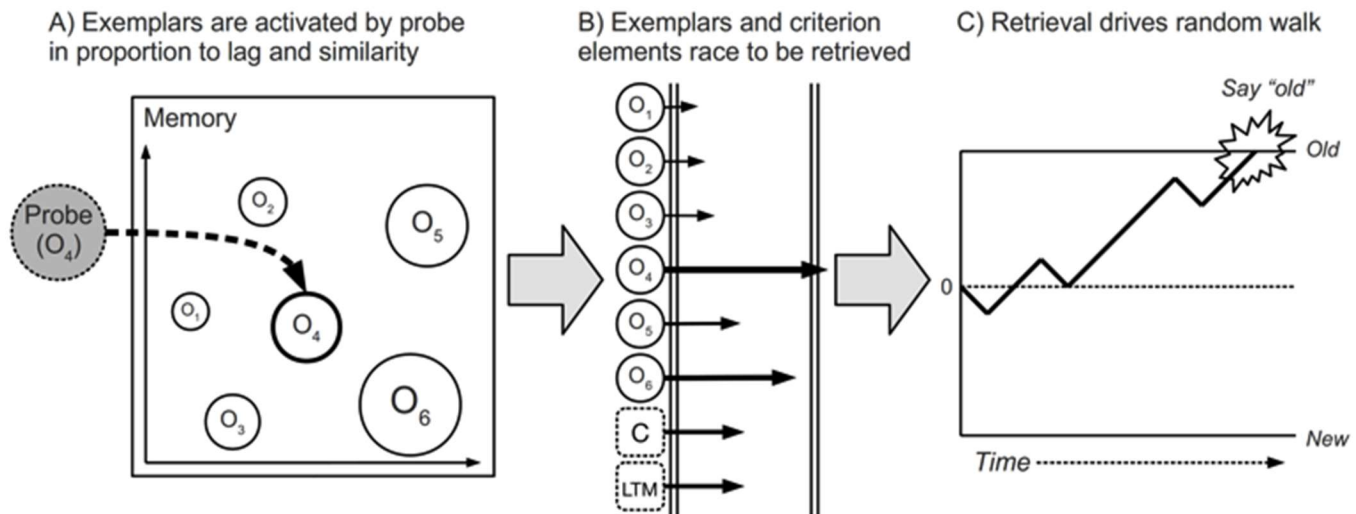 A) Exemplars are activated by probe
in proportion to lag and similarity
Memory
Probe
(O₄)
O₂
O₅
O₁
O₄
O₃
O₆
B) Exemplars and criterion
elements race to be retrieved
O₁
O₂
O₃
O₄
O₅
O₆
C
LTM
C) Retrieval drives random walk
Say "old"
Old
0
New
Time